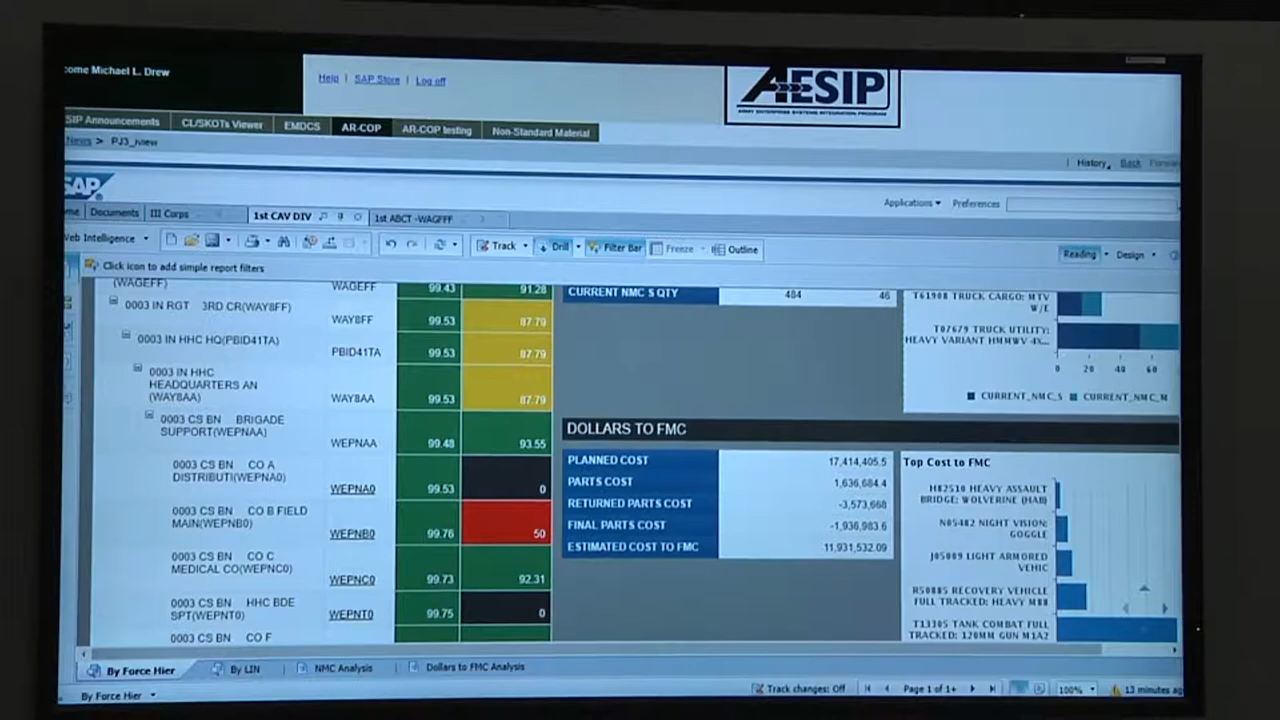 come Michael L. Drew
Help | SAP Store | Log off
AESIP
ARMY ENTERPRISE SYSTEMS INTEGRATION PROGRAM
SIP Announcements CL/SKOTs Viewer EMDCS AR-COP AR-COP testing Non-Standard Material
News > PJ3_iview
History Back Forward
SAP
me Documents III Corps 1st CAV DIV 1st ABCT -WAGFFF
Applications Preferences
Web Intelligence Track Drill Filter Bar Freeze Outline Reading Design
Click icon to add simple report filters
(WAGEFF) WAGEFF 99.43 91.28
0003 IN RGT 3RD CR(WAY8FF) WAY8FF 99.53 87.79
0003 IN HHC HQ(PBID41TA) PBID41TA 99.53 87.79
0003 IN HHC
HEADQUARTERS AN
(WAY8AA) WAY8AA 99.53 87.79
0003 CS BN BRIGADE
SUPPORT(WEPNAA) WEPNAA 99.48 93.55
0003 CS BN CO A
DISTRIBUTI(WEPNA0) WEPNA0 99.53 0
0003 CS BN CO B FIELD
MAIN(WEPNB0) WEPNB0 99.76 50
0003 CS BN CO C
MEDICAL CO(WEPNC0) WEPNC0 99.73 92.31
0003 CS BN HHC BDE
SPT(WEPNT0) WEPNT0 99.75 0
0003 CS BN CO F
CURRENT NMC S QTY 484 46
T61908 TRUCK CARGO: MTV
W/E
TRUCK UTILITY:
HEAVY VARIANT HMMWV 4X...
0 20 40 60
CURRENT_NMC_S CURRENT_NMC_M
DOLLARS TO FMC
PLANNED COST 17,414,405.5
PARTS COST 1,636,684.4
RETURNED PARTS COST -3,573,668
FINAL PARTS COST -1,936,983.6
ESTIMATED COST TO FMC 11,931,532.09
Top Cost to FMC
H82510 HEAVY ASSAULT
BRIDGE: WOLVERINE (HAB)
N05482 NIGHT VISION:
GOGGLE
J05009 LIGHT ARMORED
VEHIC
R50885 RECOVERY VEHICLE
FULL TRACKED: HEAVY M88
T13305 TANK COMBAT FULL
TRACKED: 120MM GUN M1A2
By Force Hier By LIN NMC Analysis Dollars to FMC Analysis
By Force Hier Track changes: Off Page 1 of 1+ 100% 13 minutes ag